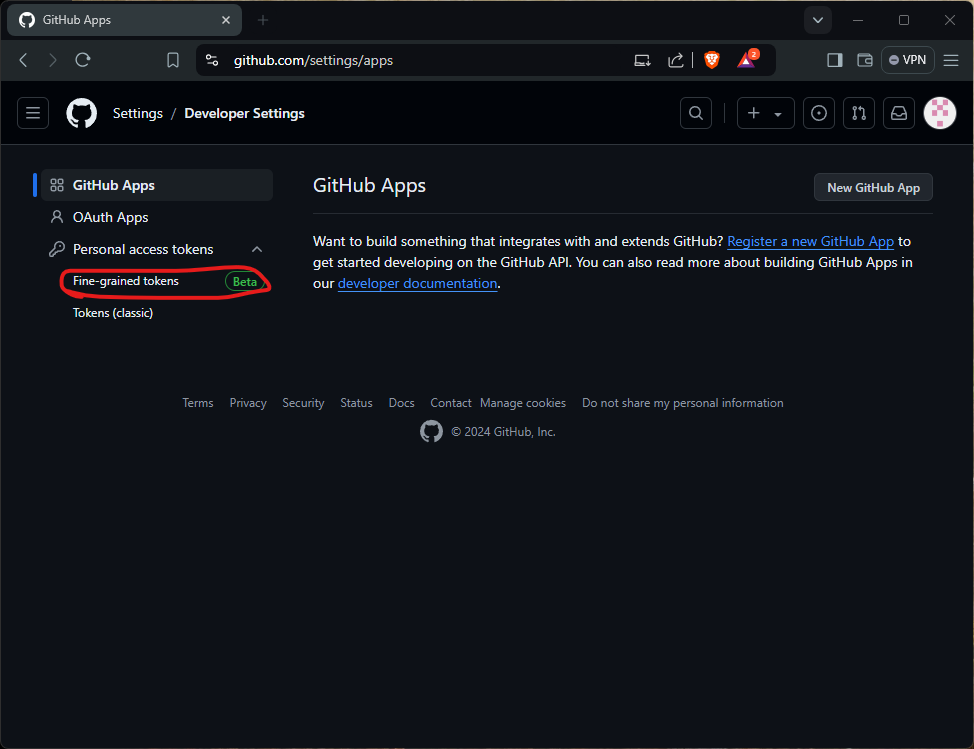 GitHub Apps
github.com/settings/apps
2
VPN
Settings / Developer Settings
GitHub Apps
OAuth Apps
Personal access tokens
Fine-grained tokens Beta
Tokens (classic)
GitHub Apps
New GitHub App
Want to build something that integrates with and extends GitHub? Register a new GitHub App to
get started developing on the GitHub API. You can also read more about building GitHub Apps in
our developer documentation.
Terms Privacy Security Status Docs Contact Manage cookies Do not share my personal information
© 2024 GitHub, Inc.